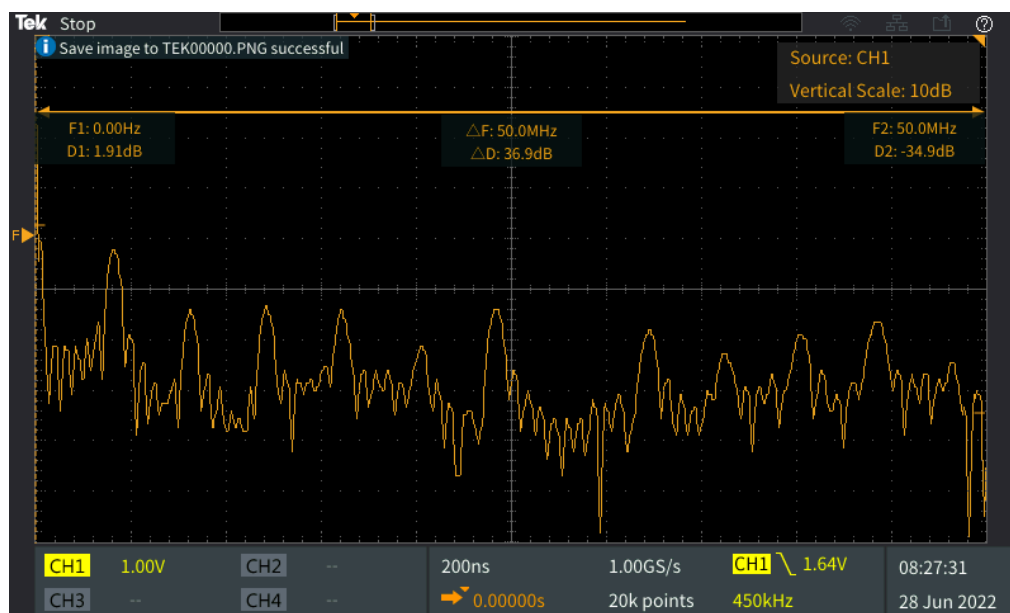 Tek Stop
Save image to TEK00000.PNG successful
Source: CH1
Vertical Scale: 10dB
F1: 0.00Hz
D1: 1.91dB
△F: 50.0MHz
△D: 36.9dB
F2: 50.0MHz
D2: -34.9dB
F
CH1 1.00V CH2 -- 200ns 1.00GS/s CH1 1.64V 08:27:31
CH3 -- CH4 -- 0.00000s 20k points 450kHz 28 Jun 2022